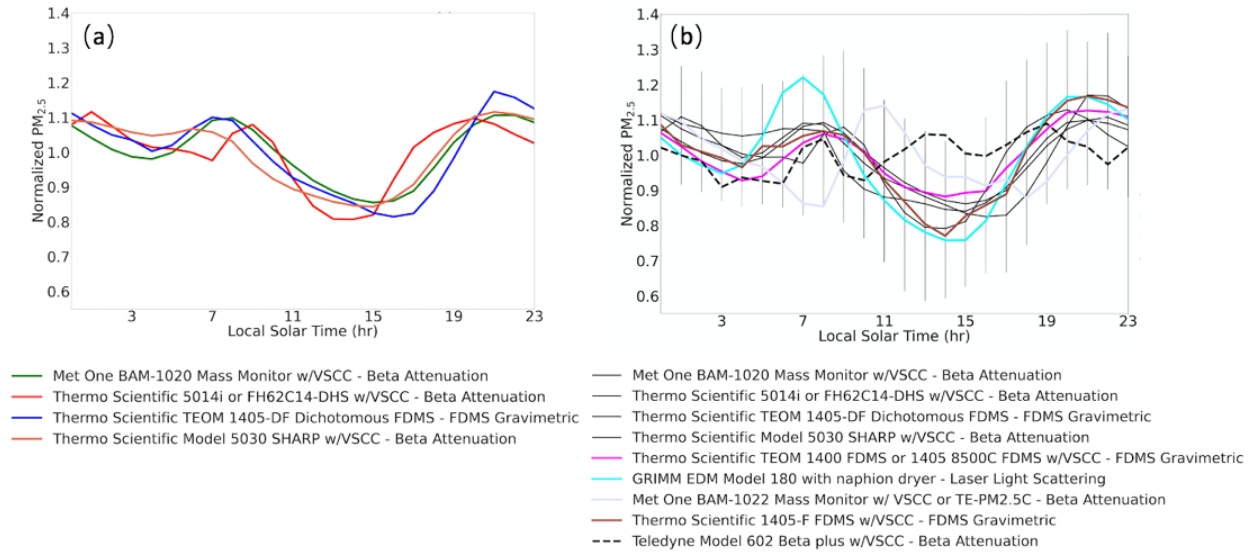 (a)
1.4
1.3
1.2
1.1
1.0
0.9
0.8
0.7
0.6
Normalized PM2.5
3 7 11 15 19 23
Local Solar Time (hr)
Met One BAM-1020 Mass Monitor w/VSCC - Beta Attenuation
Thermo Scientific 5014i or FH62C14-DHS w/VSCC - Beta Attenuation
Thermo Scientific TEOM 1405-DF Dichotomous FDMS - FDMS Gravimetric
Thermo Scientific Model 5030 SHARP w/VSCC - Beta Attenuation
(b)
1.4
1.3
1.2
1.1
1.0
0.9
0.8
0.7
0.6
Normalized PM2.5
3 7 11 15 19 23
Local Solar Time (hr)
Met One BAM-1020 Mass Monitor w/VSCC - Beta Attenuation
Thermo Scientific 5014i or FH62C14-DHS w/VSCC - Beta Attenuation
Thermo Scientific TEOM 1405-DF Dichotomous FDMS - FDMS Gravimetric
Thermo Scientific Model 5030 SHARP w/VSCC - Beta Attenuation
Thermo Scientific TEOM 1400 FDMS or 1405 8500C FDMS w/VSCC - FDMS Gravimetric
GRIMM EDM Model 180 with naphion dryer - Laser Light Scattering
Met One BAM-1022 Mass Monitor w/ VSCC or TE-PM2.5C - Beta Attenuation
Thermo Scientific 1405-F FDMS w/VSCC - FDMS Gravimetric
Teledyne Model 602 Beta plus w/VSCC - Beta Attenuation